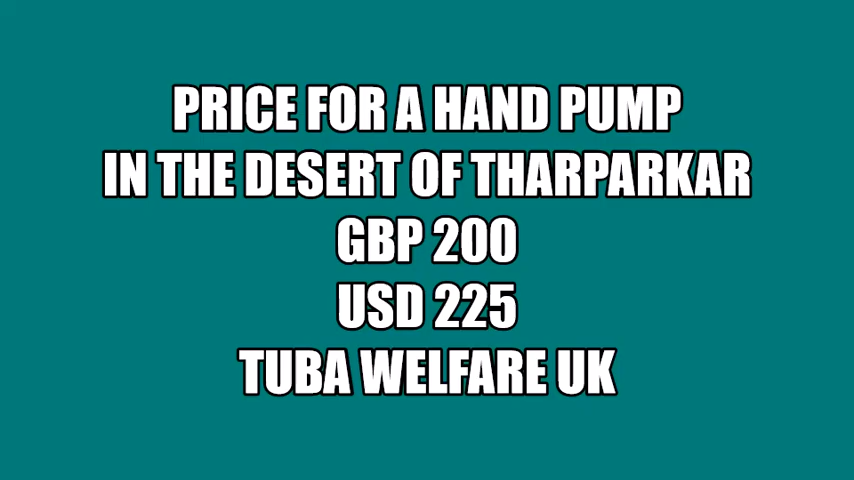 PRICE FOR A HAND PUMP
IN THE DESERT OF THARPARKAR
GBP 200
USD 225
TUBA WELFARE UK